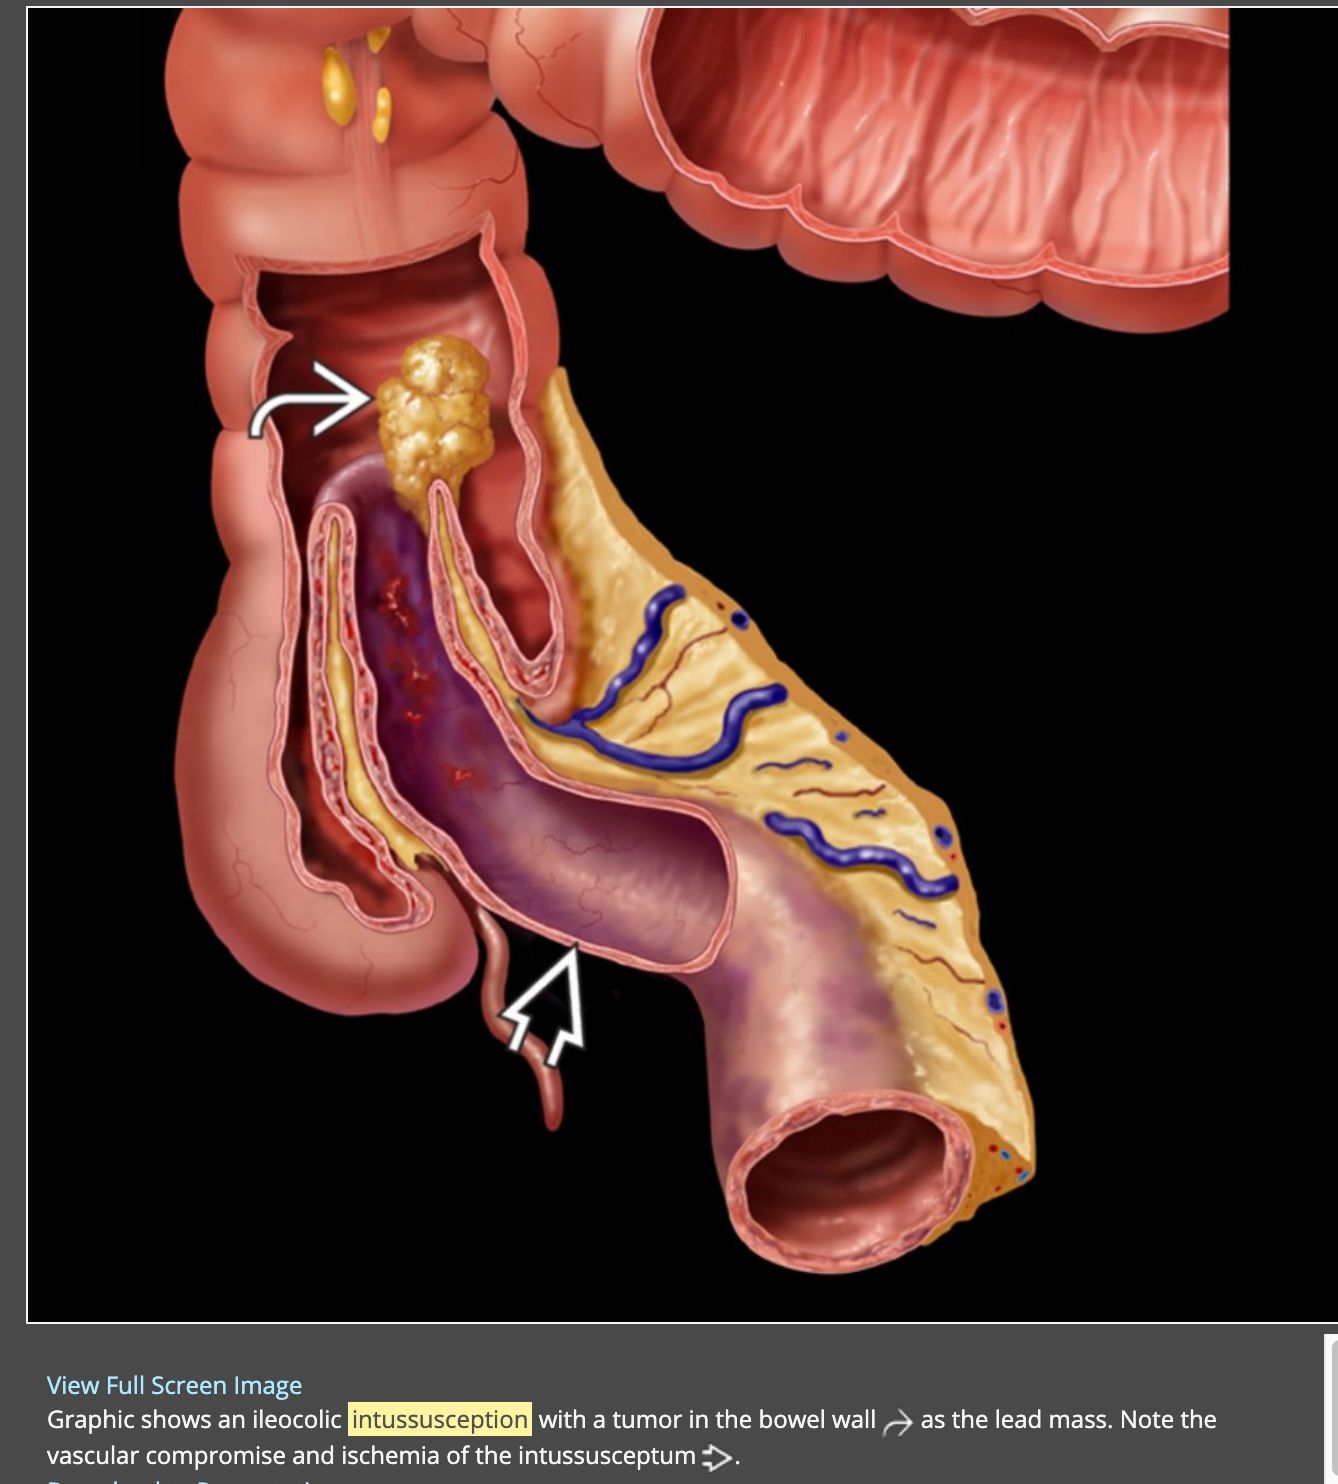 View Full Screen Image
Graphic shows an ileocolic intussusception with a tumor in the bowel wall as the lead mass. Note the
vascular compromise and ischemia of the intussusceptum .